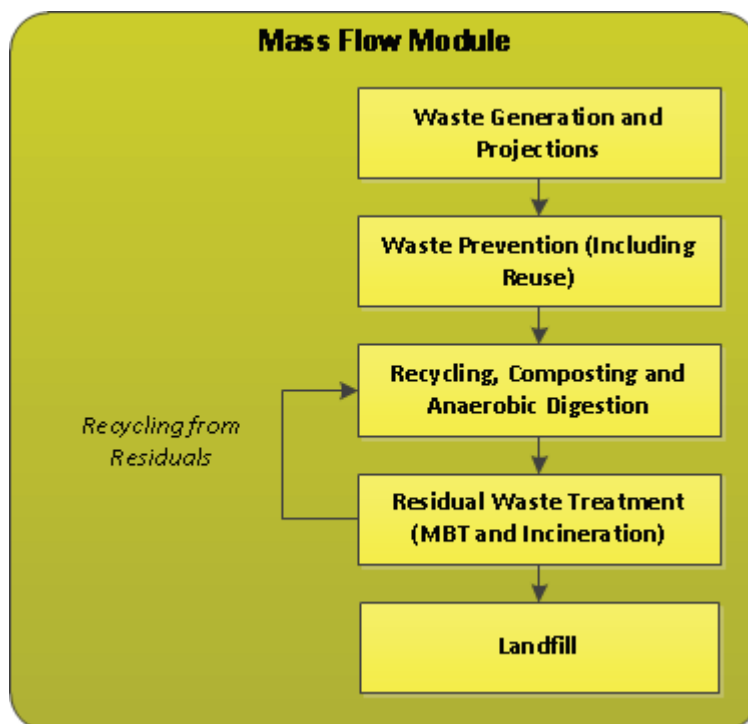 Mass Flow Module
Waste Generation and
Projections
Waste Prevention (Including
Reuse)
Recycling, Composting and
Anaerobic Digestion
Recycling from
Residuals
Residual Waste Treatment
(MBT and Incineration)
Landfill